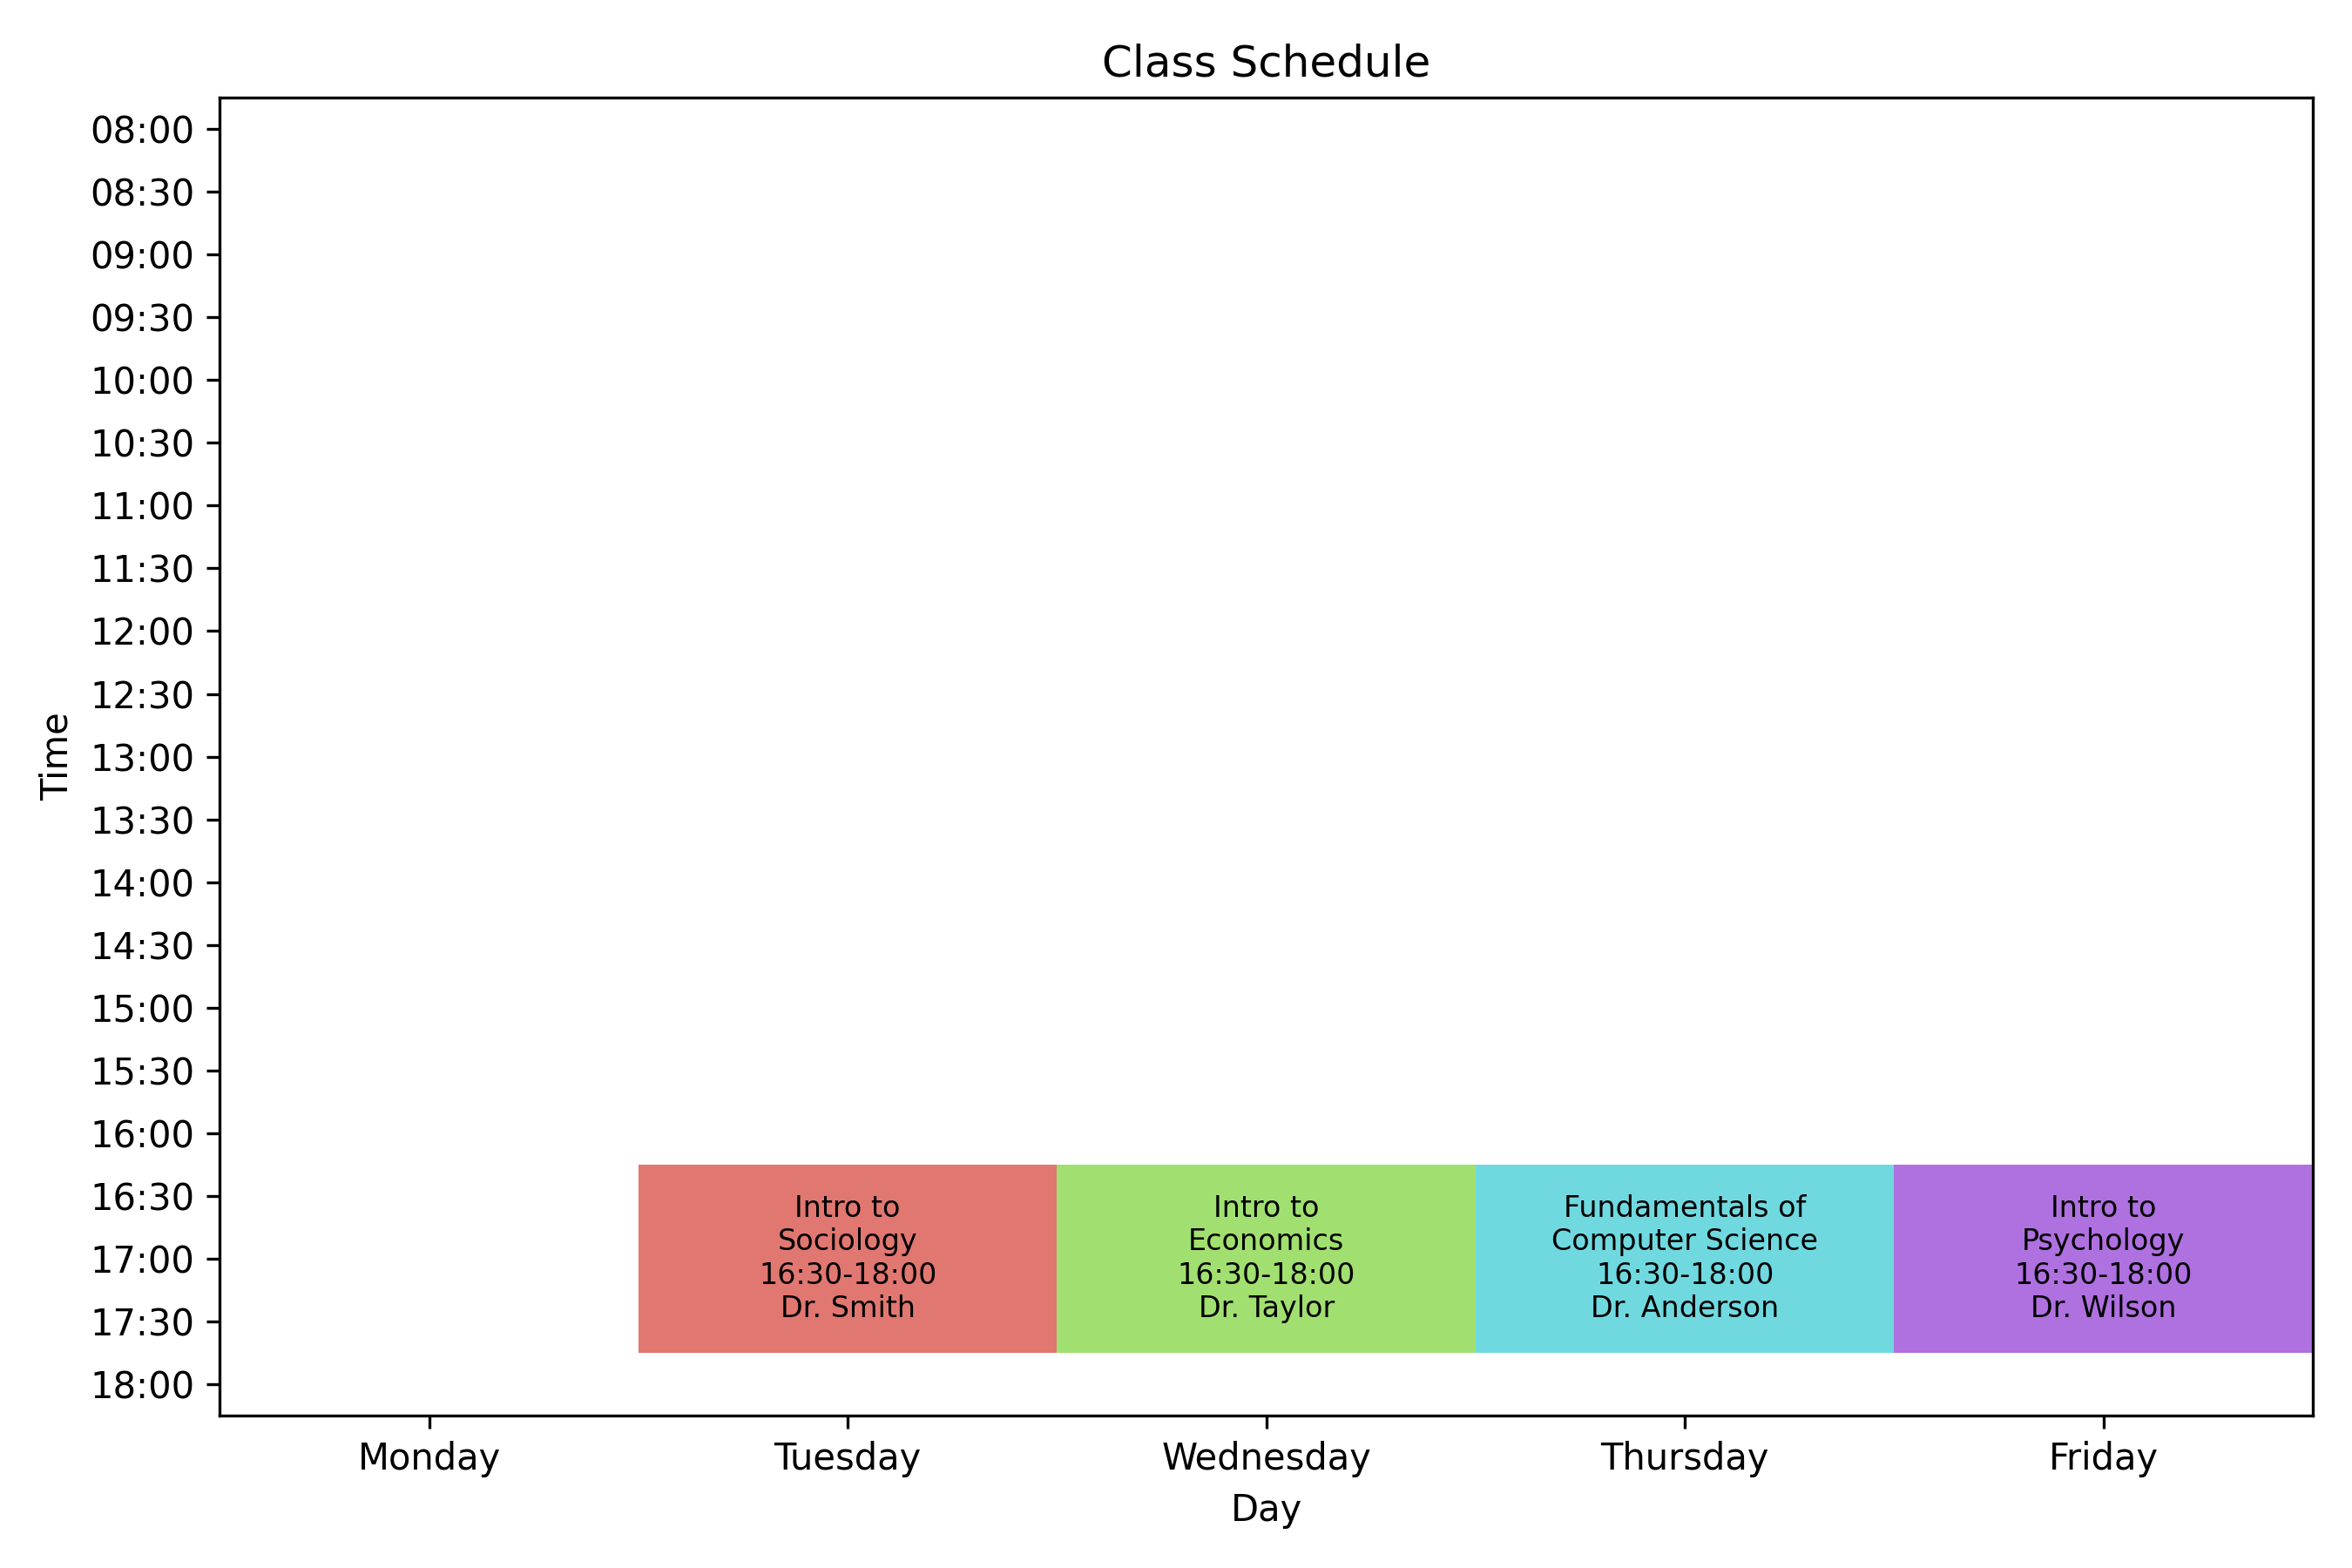 Class Schedule
Time
08:00
08:30
09:00
09:30
10:00
10:30
11:00
11:30
12:00
12:30
13:00
13:30
14:00
14:30
15:00
15:30
16:00
16:30
17:00
17:30
18:00
Intro to
Sociology
16:30-18:00
Dr. Smith
Intro to
Economics
16:30-18:00
Dr. Taylor
Fundamentals of
Computer Science
16:30-18:00
Dr. Anderson
Intro to
Psychology
16:30-18:00
Dr. Wilson
Monday
Tuesday
Wednesday
Thursday
Friday
Day